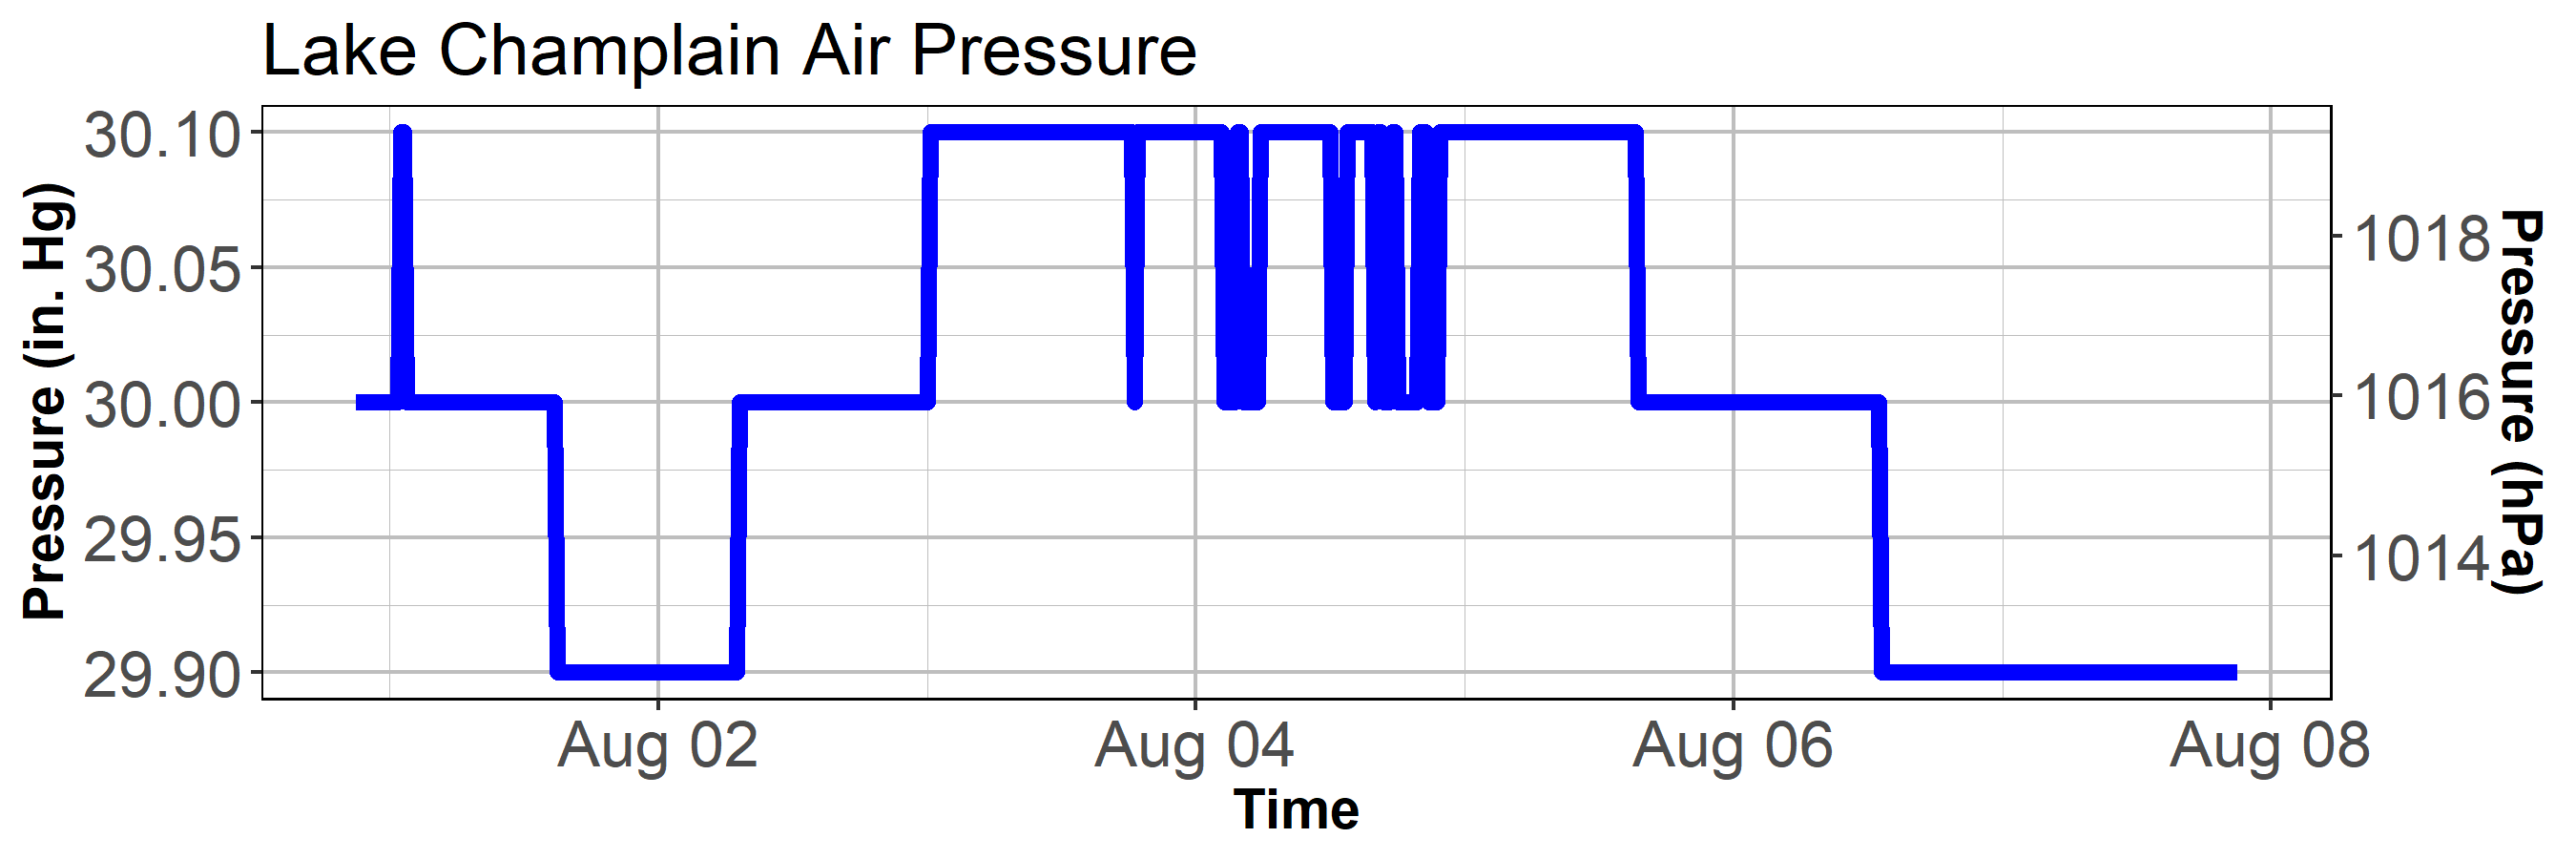 Lake Champlain Air Pressure
Pressure (in. Hg)
30.10
30.05
30.00
29.95
29.90
1018
1016
1014
Pressure (hPa)
Aug 02 Aug 04 Aug 06 Aug 08
Time